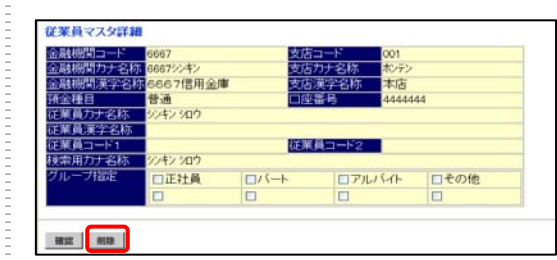 従業員マスタ詳細
金融機関コード 6667 支店コード 001
金融機関カナ名称 6667シンキン 支店カナ名称 ホンテン
金融機関漢字名称 6667信用金庫 支店漢字名称 本店
預金種目 普通 口座番号 4444444
従業員カナ名称 シンキン シロウ
従業員漢字名称
従業員コード1 従業員コード2
検索用カナ名称 シンキン シロウ
グループ指定 正社員 パート アルバイト その他
確認 削除